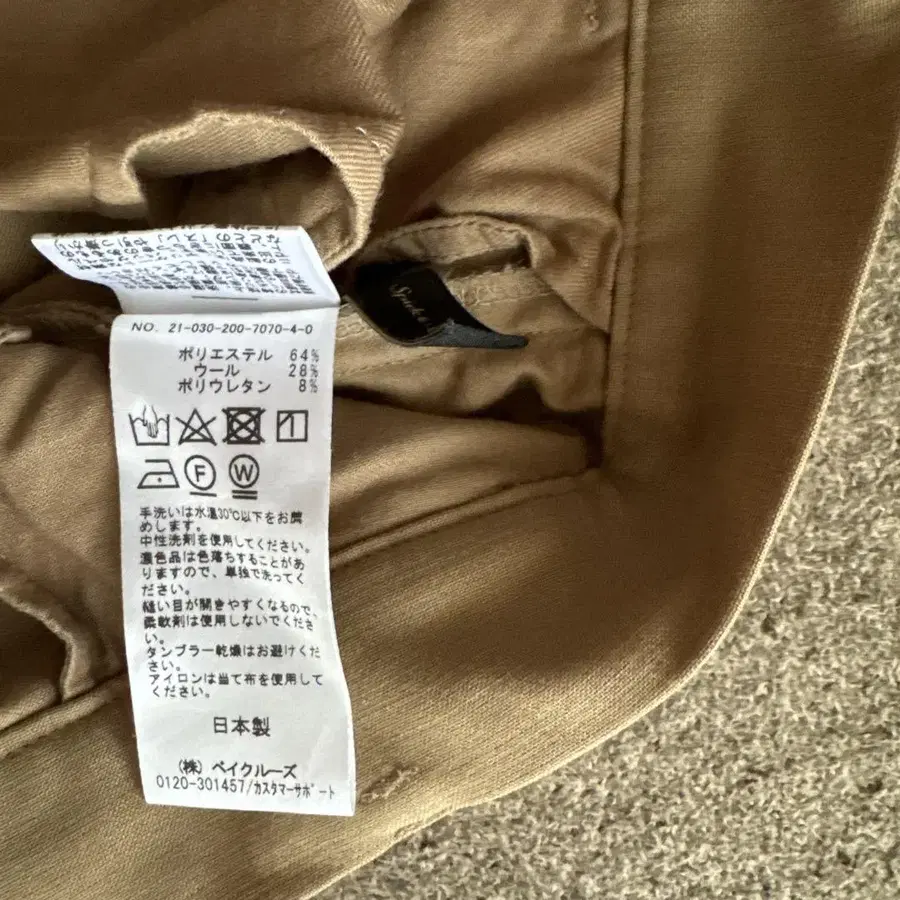 NO. 21-030-200-7070-4-0
ポリエステル 64%
ウール 28%
ポリウレタン 8%
F
W
手洗いは水温30℃以下をお薦
めします。
中性洗剤を使用してください。
濃色品は色落ちすることがあ
りますので、単独で洗ってく
ださい。
縫い目が開きやすくなるので、
柔軟剤は使用しないでくださ
い。
タンブラー乾燥はお避けくだ
さい。
アイロンは当て布を使用して
ください。
日本製
(株) ベイクルーズ
0120-301457/カスタマーサポート